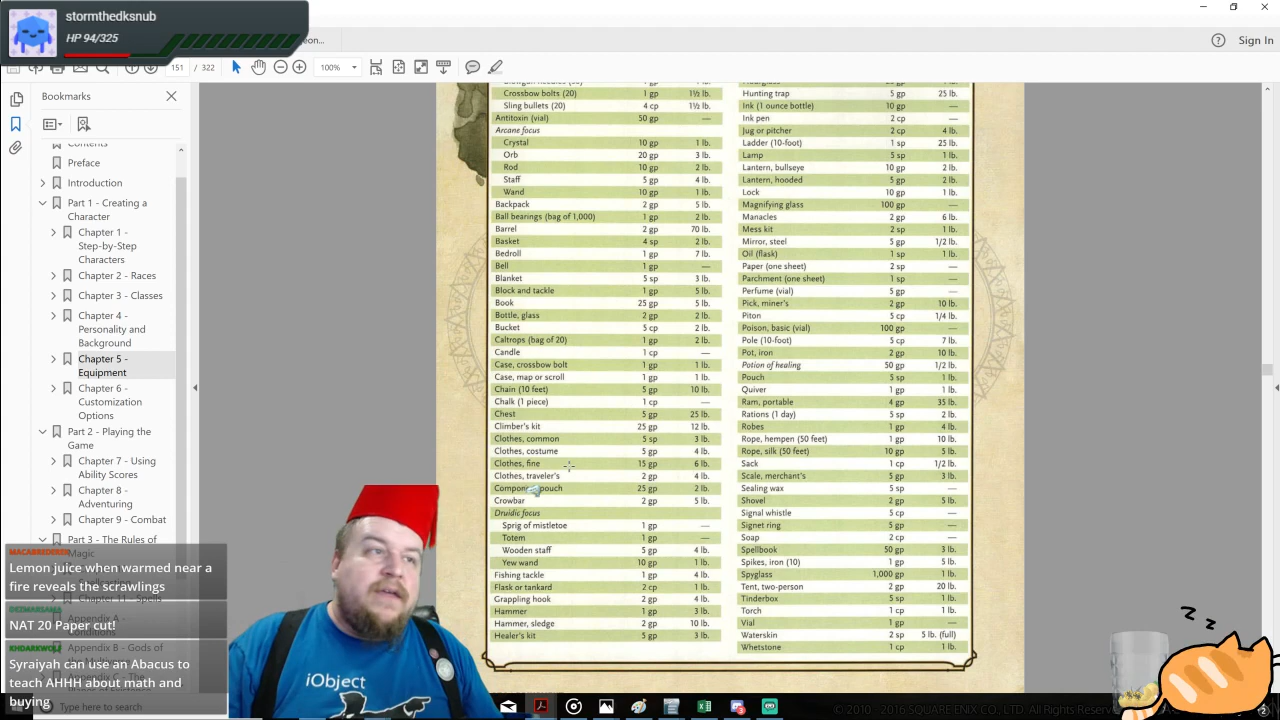 stormthedksnub
HP 94/325
eon...
Sign In
151 / 322
100%
Bookmarks
Contents
Preface
Introduction
Part 1 - Creating a
Character
Chapter 1 -
Step-by-Step
Characters
Chapter 2 - Races
Chapter 3 - Classes
Chapter 4 -
Personality and
Background
Chapter 5 -
Equipment
Chapter 6 -
Customization
Options
Part 2 - Playing the
Game
Chapter 7 - Using
Ability Scores
Chapter 8 -
Adventuring
Chapter 9 - Combat
Part 3 - The Rules of
Magic
Chapter 11 - Spells
Appendix A -
Conditions
Appendix B - Gods of
Appendix C - The
MACABREDEROB
Lemon juice when warmed near a
fire reveals the scrawlings
NAT 20 Paper cut!
KHDARKWOLF
Syraiyah can use an Abacus to
teach AHHH about math and
buying
Type here to search
Crossbow bolts (20) 1 gp 1½ lb.
Sling bullets (20) 4 cp 1½ lb.
Antitoxin (vial) 50 gp —
Arcane focus
Crystal 10 gp 1 lb.
Orb 20 gp 3 lb.
Rod 10 gp 2 lb.
Staff 5 gp 4 lb.
Wand 10 gp 1 lb.
Backpack 2 gp 5 lb.
Ball bearings (bag of 1,000) 1 gp 2 lb.
Barrel 2 gp 70 lb.
Basket 4 sp 2 lb.
Bedroll 1 gp 7 lb.
Bell 1 gp —
Blanket 5 sp 3 lb.
Block and tackle 1 gp 5 lb.
Book 25 gp 5 lb.
Bottle, glass 2 gp 2 lb.
Bucket 5 cp 2 lb.
Caltrops (bag of 20) 1 gp 2 lb.
Candle 1 cp —
Case, crossbow bolt 1 gp 1 lb.
Case, map or scroll 1 gp 1 lb.
Chain (10 feet) 5 gp 10 lb.
Chalk (1 piece) 1 cp —
Chest 5 gp 25 lb.
Climber's kit 25 gp 12 lb.
Clothes, common 5 sp 3 lb.
Clothes, costume 5 gp 4 lb.
Clothes, fine 15 gp 6 lb.
Clothes, traveler's 2 gp 4 lb.
Component pouch 25 gp 2 lb.
Crowbar 2 gp 5 lb.
Druidic focus
Sprig of mistletoe 1 gp —
Totem 1 gp —
Wooden staff 5 gp 4 lb.
Yew wand 10 gp 1 lb.
Fishing tackle 1 gp 4 lb.
Flask or tankard 2 cp 1 lb.
Grappling hook 2 gp 4 lb.
Hammer 1 gp 3 lb.
Hammer, sledge 2 gp 10 lb.
Healer's kit 5 gp 3 lb.
Hunting trap 5 gp 25 lb.
Ink (1 ounce bottle) 10 gp —
Ink pen 2 cp —
Jug or pitcher 2 cp 4 lb.
Ladder (10-foot) 1 sp 25 lb.
Lamp 5 sp 1 lb.
Lantern, bullseye 10 gp 2 lb.
Lantern, hooded 5 gp 2 lb.
Lock 10 gp 1 lb.
Magnifying glass 100 gp —
Manacles 2 gp 6 lb.
Mess kit 2 sp 1 lb.
Mirror, steel 5 gp 1/2 lb.
Oil (flask) 1 sp 1 lb.
Paper (one sheet) 2 sp —
Parchment (one sheet) 1 sp —
Perfume (vial) 5 gp —
Pick, miner's 2 gp 10 lb.
Piton 5 cp 1/4 lb.
Poison, basic (vial) 100 gp —
Pole (10-foot) 5 cp 7 lb.
Pot, iron 2 gp 10 lb.
Potion of healing 50 gp 1/2 lb.
Pouch 5 sp 1 lb.
Quiver 1 gp 1 lb.
Ram, portable 4 gp 35 lb.
Rations (1 day) 5 sp 2 lb.
Robes 1 gp 4 lb.
Rope, hempen (50 feet) 1 gp 10 lb.
Rope, silk (50 feet) 10 gp 5 lb.
Sack 1 cp 1/2 lb.
Scale, merchant's 5 gp 3 lb.
Sealing wax 5 sp —
Shovel 2 gp 5 lb.
Signal whistle 5 cp —
Signet ring 5 gp —
Soap 2 cp —
Spellbook 50 gp 3 lb.
Spikes, iron (10) 1 gp 5 lb.
Spyglass 1,000 gp 1 lb.
Tent, two-person 2 gp 20 lb.
Tinderbox 5 sp 1 lb.
Torch 1 cp 1 lb.
Vial 1 gp —
Waterskin 2 sp 5 lb. (full)
Whetstone 1 cp 1 lb.
iObject
z z z
© 2010 - 2016 SQUARE ENIX CO., LTD. All Rights Reserved